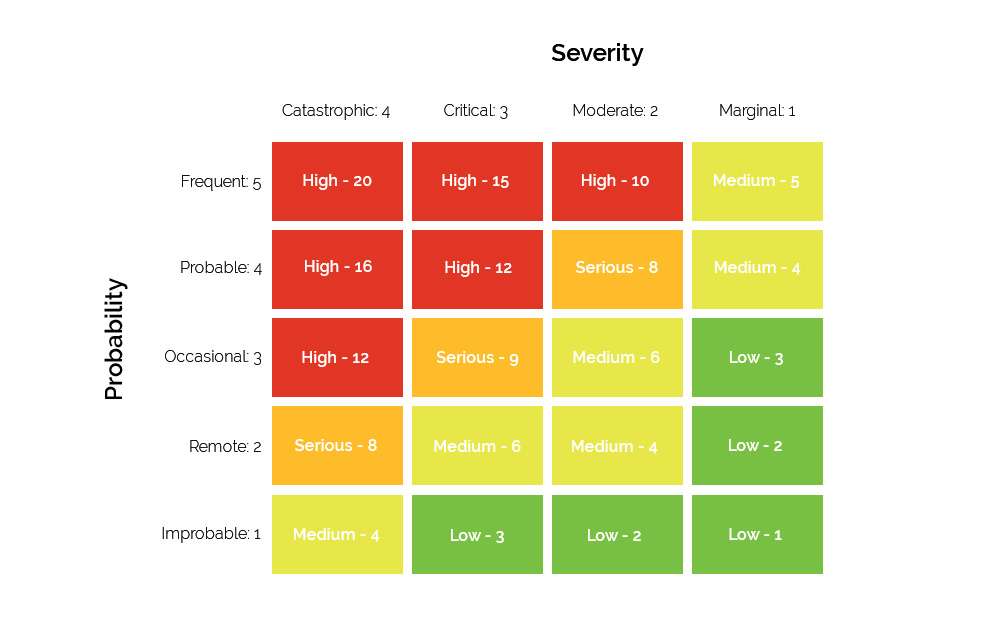 Severity
Catastrophic: 4 Critical: 3 Moderate: 2 Marginal: 1
Frequent: 5 High - 20 High - 15 High - 10 Medium - 5
Probable: 4 High - 16 High - 12 Serious - 8 Medium - 4
Probability
Occasional: 3 High - 12 Serious - 9 Medium - 6 Low - 3
Remote: 2 Serious - 8 Medium - 6 Medium - 4 Low - 2
Improbable: 1 Medium - 4 Low - 3 Low - 2 Low - 1